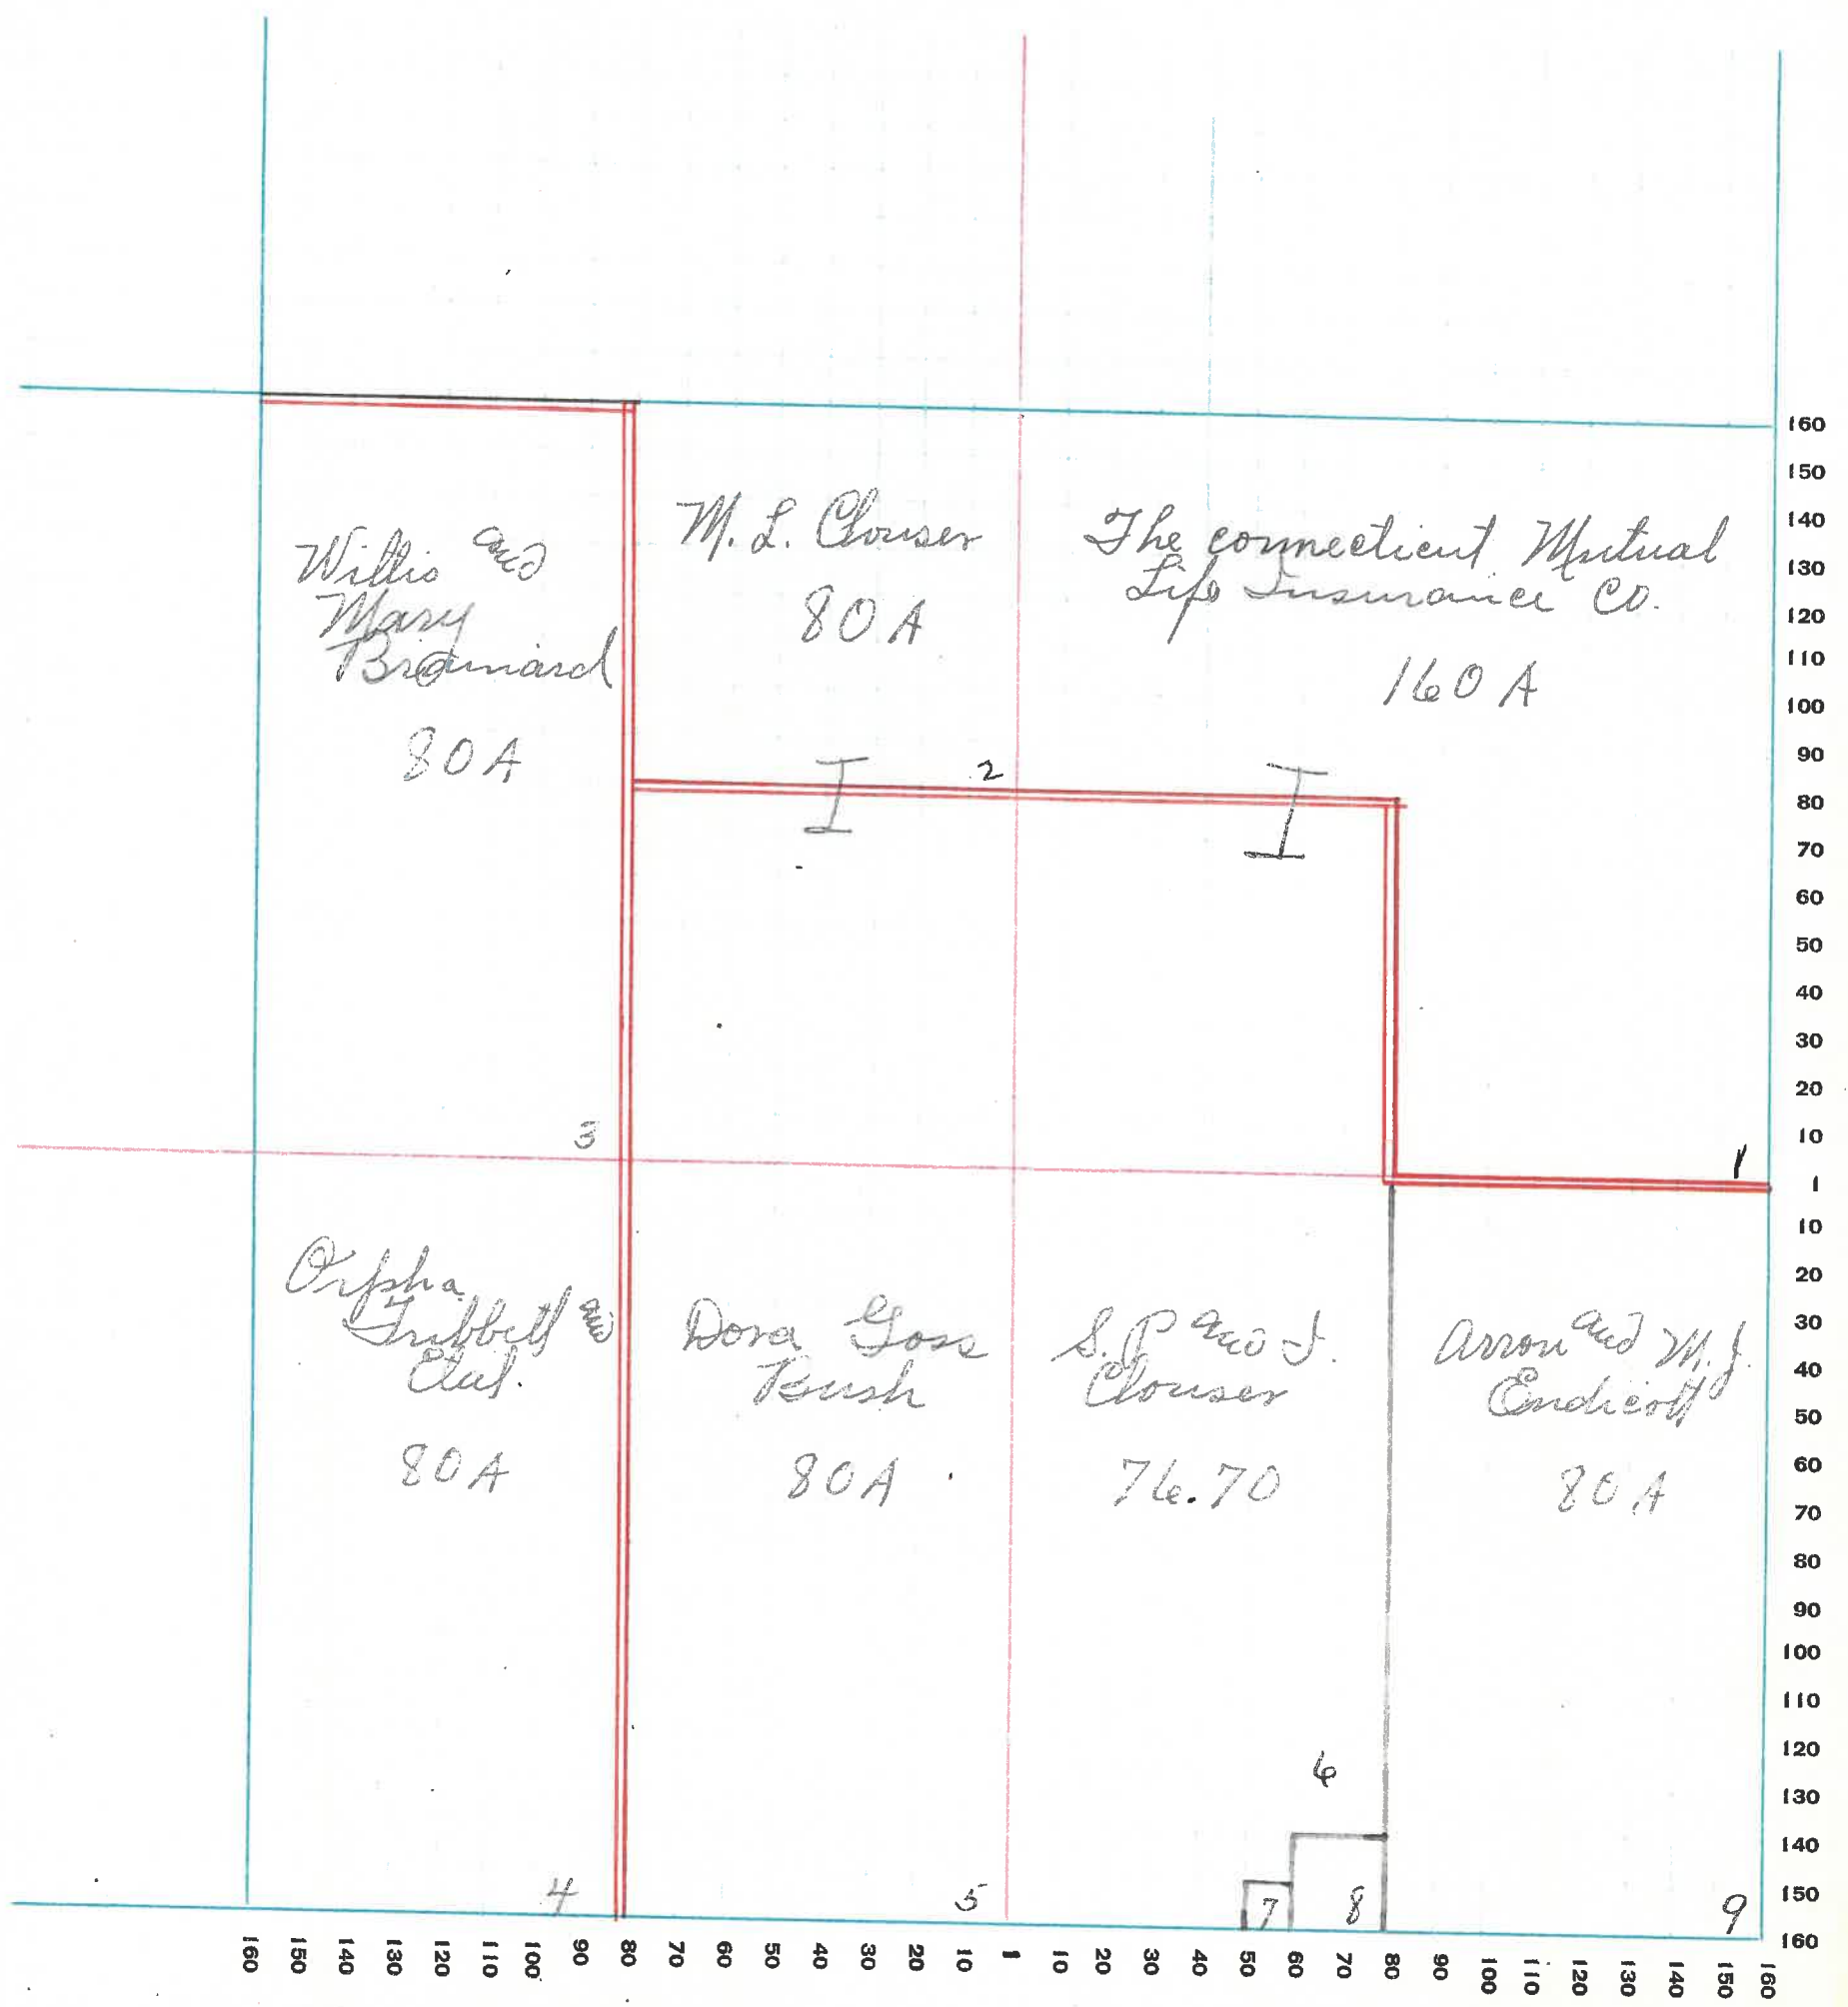 Willis and
Mary
Brainard
80 A
M. L. Clouser
80 A
The connecticut Mutual
Life Insurance Co.
160 A
2
I
I
3
1
Orpha
Tribbett and
Etal.
80 A
Dora Goss
Bush
80 A
S. P. and J.
Clouser
76.70
Arron and M. J.
Endicott
80 A
6
4
5
7
8
9
160
150
140
130
120
110
100
90
80
70
60
50
40
30
20
10
1
10
20
30
40
50
60
70
80
90
100
110
120
130
140
150
160
160 150 140 130 120 110 100 90 80 70 60 50 40 30 20 10 1 10 20 30 40 50 60 70 80 90 100 110 120 130 140 150 160